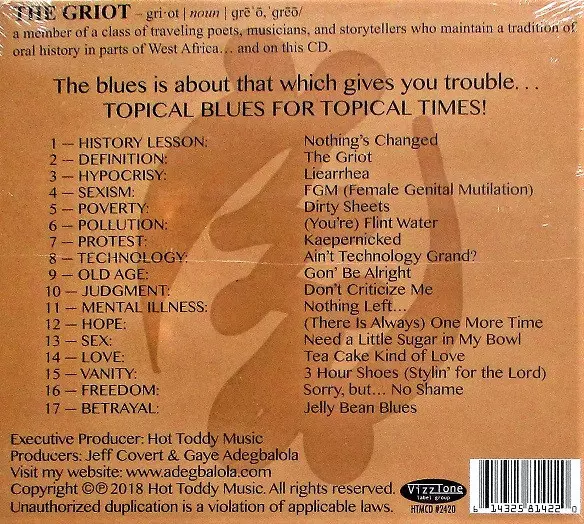 THE GRIOT – gri·ot | noun | ɡrē ˈō, ˈɡrēō/
a member of a class of traveling poets, musicians, and storytellers who maintain a tradition of
oral history in parts of West Africa... and on this CD.
The blues is about that which gives you trouble...
TOPICAL BLUES FOR TOPICAL TIMES!
1 — HISTORY LESSON: Nothing's Changed
2 — DEFINITION: The Griot
3 — HYPOCRISY: Liearrhea
4 — SEXISM: FGM (Female Genital Mutilation)
5 — POVERTY: Dirty Sheets
6 — POLLUTION: (You're) Flint Water
7 — PROTEST: Kaepernicked
8 — TECHNOLOGY: Ain't Technology Grand?
9 — OLD AGE: Gon' Be Alright
10 — JUDGMENT: Don't Criticize Me
11 — MENTAL ILLNESS: Nothing Left...
12 — HOPE: (There Is Always) One More Time
13 — SEX: Need a Little Sugar in My Bowl
14 — LOVE: Tea Cake Kind of Love
15 — VANITY: 3 Hour Shoes (Stylin' for the Lord)
16 — FREEDOM: Sorry, but... No Shame
17 — BETRAYAL: Jelly Bean Blues
Executive Producer: Hot Toddy Music
Producers: Jeff Covert & Gaye Adegbalola
Visit my website: www.adegbalola.com
Copyright ©℗ 2018 Hot Toddy Music. All rights reserved.
Unauthorized duplication is a violation of applicable laws.
VizzTone
label group
HTMCD #2420
6 14325 81422 0